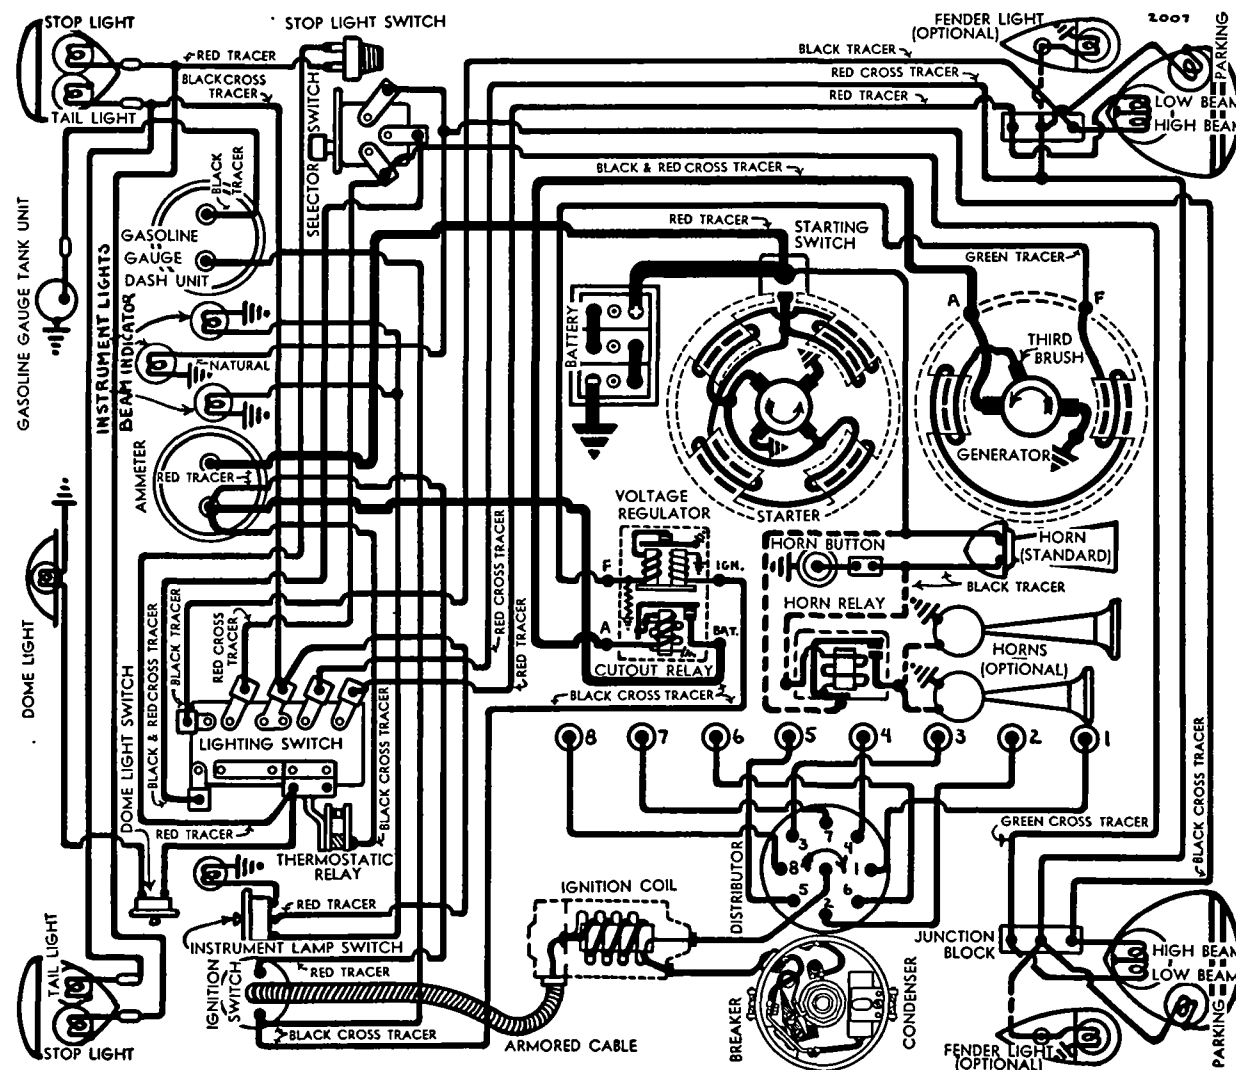 STOP LIGHT
STOP LIGHT SWITCH
FENDER LIGHT
(OPTIONAL)
2007
PARKING
RED TRACER
BLACK CROSS
TRACER
TAIL LIGHT
BLACK TRACER
RED CROSS TRACER
RED TRACER
LOW BEAM
HIGH BEAM
SELECTOR SWITCH
BLACK
TRACER
BLACK & RED CROSS TRACER
RED TRACER
STARTING
SWITCH
GREEN TRACER
GASOLINE
GAUGE
DASH UNIT
GASOLINE GAUGE TANK UNIT
INSTRUMENT LIGHTS
BEAM INDICATOR
NATURAL
BATTERY
A
F
THIRD
BRUSH
GENERATOR
AMMETER
RED TRACER
VOLTAGE
REGULATOR
STARTER
HORN BUTTON
HORN
(STANDARD)
BLACK TRACER
F
IGN.
HORN RELAY
A
BAT.
CUTOUT RELAY
HORNS
(OPTIONAL)
RED CROSS TRACER
RED TRACER
BLACK CROSS TRACER
DOME LIGHT
DOME LIGHT SWITCH
BLACK & RED CROSS TRACER
BLACK TRACER
RED CROSS
TRACER
LIGHTING SWITCH
BLACK CROSS TRACER
8
7
6
5
4
3
2
1
BLACK CROSS TRACER
GREEN CROSS TRACER
RED TRACER
THERMOSTATIC
RELAY
DISTRIBUTOR
3
7
4
8
1
5
6
2
RED TRACER
INSTRUMENT LAMP SWITCH
RED TRACER
IGNITION
SWITCH
BLACK CROSS TRACER
IGNITION COIL
ARMORED CABLE
BREAKER
CONDENSER
JUNCTION
BLOCK
HIGH BEAM
LOW BEAM
PARKING
FENDER LIGHT
(OPTIONAL)
TAIL LIGHT
STOP LIGHT